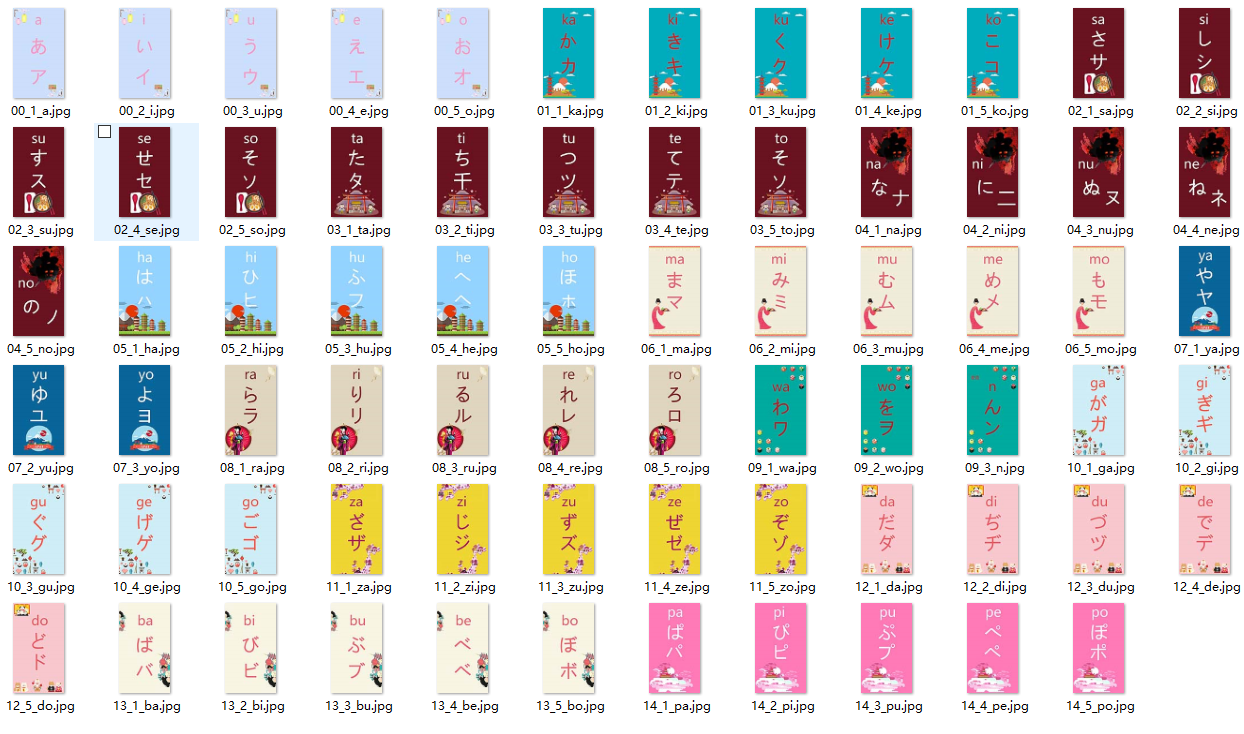 a i u e o ka ki ku ke ko sa si
あ い う え お か き く け こ さ し
ア イ ウ エ オ カ キ ク ケ コ サ シ
00_1_a.jpg 00_2_i.jpg 00_3_u.jpg 00_4_e.jpg 00_5_o.jpg 01_1_ka.jpg 01_2_ki.jpg 01_3_ku.jpg 01_4_ke.jpg 01_5_ko.jpg 02_1_sa.jpg 02_2_si.jpg
su se so ta ti tu te to na ni nu ne
す せ そ た ち つ て そ な に ぬ ね
ス セ ソ タ 千 ツ テ ソ ナ 二 ヌ ネ
02_3_su.jpg 02_4_se.jpg 02_5_so.jpg 03_1_ta.jpg 03_2_ti.jpg 03_3_tu.jpg 03_4_te.jpg 03_5_to.jpg 04_1_na.jpg 04_2_ni.jpg 04_3_nu.jpg 04_4_ne.jpg
no ha hi hu he ho ma mi mu me mo ya
の は ひ ふ へ ほ ま み む め も や
ノ ハ ヒ フ ヘ ホ マ ミ ム メ モ ヤ
04_5_no.jpg 05_1_ha.jpg 05_2_hi.jpg 05_3_hu.jpg 05_4_he.jpg 05_5_ho.jpg 06_1_ma.jpg 06_2_mi.jpg 06_3_mu.jpg 06_4_me.jpg 06_5_mo.jpg 07_1_ya.jpg
yu yo ra ri ru re ro wa wo n ga gi
ゆ よ ら り る れ ろ わ を ん が ぎ
ユ ヨ ラ リ ル レ ロ ワ ヲ ン ガ ギ
07_2_yu.jpg 07_3_yo.jpg 08_1_ra.jpg 08_2_ri.jpg 08_3_ru.jpg 08_4_re.jpg 08_5_ro.jpg 09_1_wa.jpg 09_2_wo.jpg 09_3_n.jpg 10_1_ga.jpg 10_2_gi.jpg
gu ge go za zi zu ze zo da di du de
ぐ げ ご ざ じ ず ぜ ぞ だ ぢ づ で
グ ゲ ゴ ザ ジ ズ ゼ ゾ ダ ヂ ヅ デ
10_3_gu.jpg 10_4_ge.jpg 10_5_go.jpg 11_1_za.jpg 11_2_zi.jpg 11_3_zu.jpg 11_4_ze.jpg 11_5_zo.jpg 12_1_da.jpg 12_2_di.jpg 12_3_du.jpg 12_4_de.jpg
do ba bi bu be bo pa pi pu pe po
ど ば び ぶ べ ぼ ぱ ぴ ぷ ぺ ぽ
ド バ ビ ブ ベ ボ パ ピ プ ペ ポ
12_5_do.jpg 13_1_ba.jpg 13_2_bi.jpg 13_3_bu.jpg 13_4_be.jpg 13_5_bo.jpg 14_1_pa.jpg 14_2_pi.jpg 14_3_pu.jpg 14_4_pe.jpg 14_5_po.jpg